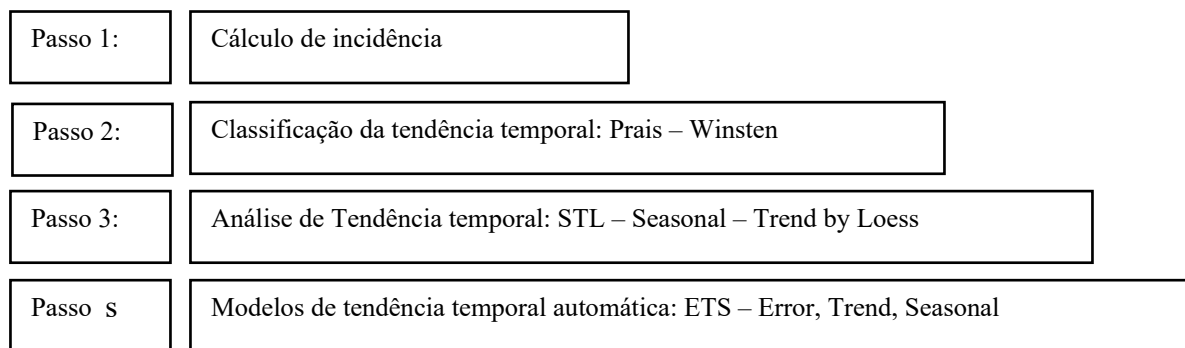 Passo 1: Cálculo de incidência
Passo 2: Classificação da tendência temporal: Prais – Winsten
Passo 3: Análise de Tendência temporal: STL – Seasonal – Trend by Loess
Passo s Modelos de tendência temporal automática: ETS – Error, Trend, Seasonal